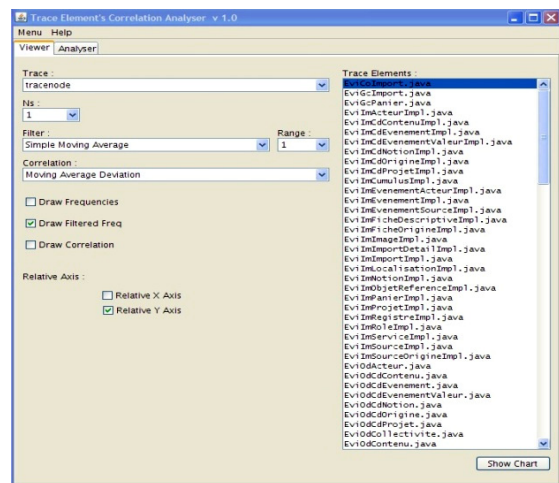 Trace Element's Correlation Analyser v 1.0
Menu Help
Viewer Analyser
Trace :
tracenode
Ns :
1
Filter :
Range :
Simple Moving Average
1
Correlation :
Moving Average Deviation
Draw Frequencies
Draw Filtered Freq
Draw Correlation
Relative Axis :
Relative X Axis
Relative Y Axis
Trace Elements :
EviCoImport.java
EviGcImport.java
EviGcPanier.java
EviImActeurImpl.java
EviImCdContenuImpl.java
EviImCdEvenementImpl.java
EviImCdEvenementValeurImpl.java
EviImCdNotionImpl.java
EviImCdOrigineImpl.java
EviImCdProjetImpl.java
EviImCumulusImpl.java
EviImEvenementActeurImpl.java
EviImEvenementImpl.java
EviImEvenementSourceImpl.java
EviImFicheDescriptiveImpl.java
EviImFicheOrigineImpl.java
EviImImageImpl.java
EviImImportDetailImpl.java
EviImImportImpl.java
EviImLocalisationImpl.java
EviImNotionImpl.java
EviImObjetReferenceImpl.java
EviImPanierImpl.java
EviImProjetImpl.java
EviImRegistreImpl.java
EviImRoleImpl.java
EviImServiceImpl.java
EviImSourceImpl.java
EviImSourceOrigineImpl.java
EviOdActeur.java
EviOdCdContenu.java
EviOdCdEvenement.java
EviOdCdEvenementValeur.java
EviOdCdNotion.java
EviOdCdOrigine.java
EviOdCdProjet.java
EviOdCollectivite.java
EviOdContenu.java
Show Chart